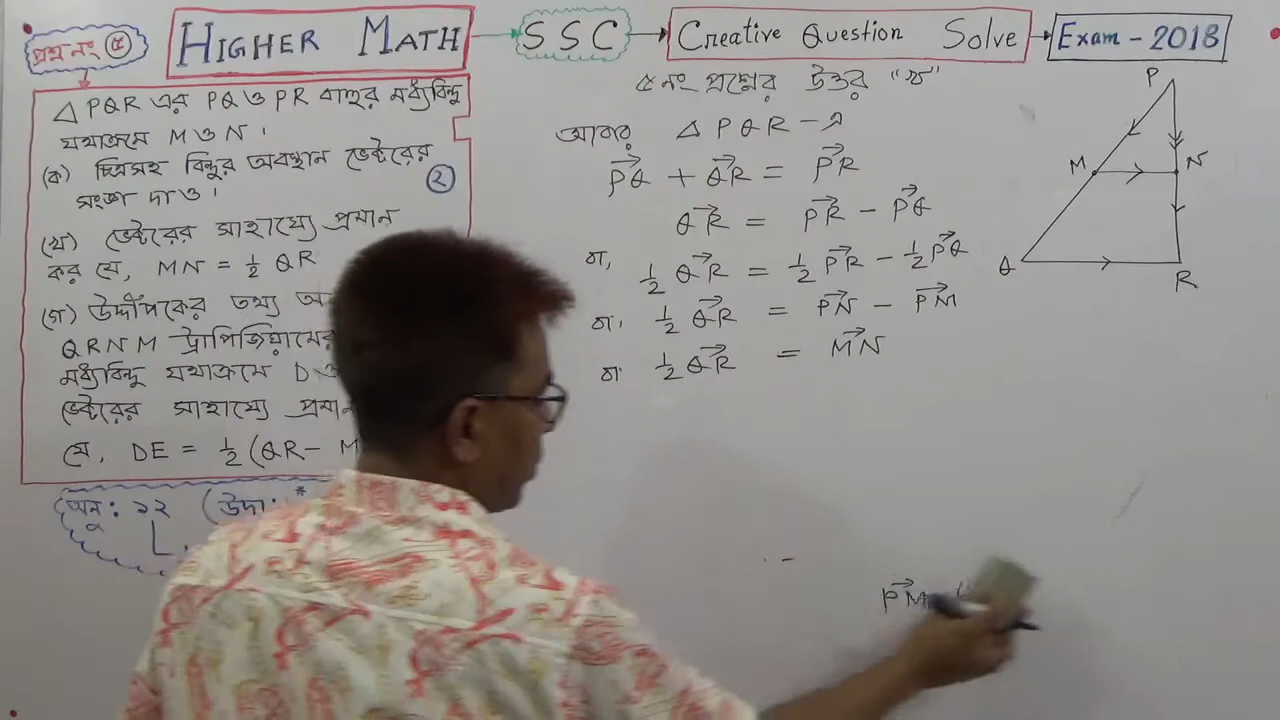 প্রশ্ন নং ৫
HIGHER MATH
SSC
Creative Question Solve
Exam - 2018
△ PQR এর PQ ও PR বাহুর মধ্যবিন্দু
যথাক্রমে M ও N ।
(ক) চিত্রসহ বিন্দুর অবস্থান ভেক্টরের
সংজ্ঞা দাও । ২
(খ) ভেক্টরের সাহায্যে প্রমান
কর যে, MN = ½ QR
(গ) উদ্দীপকের তথ্য
QRNM ট্রাপিজিয়ামের
মধ্যবিন্দু যথাক্রমে D ও
ভেক্টরের সাহায্যে প্রমান
যে, DE = ½ (QR - M
অনু: ১২ (উদা:
৫ নং প্রশ্নের উত্তর "খ"
আবার △ PQR - এ
PQ→ + QR→ = PR→
QR→ = PR→ - PQ→
বা, ½ QR→ = ½ PR→ - ½ PQ→
বা, ½ QR→ = PN→ - PM→
বা ½ QR→ = MN→
PM→
P
M
N
Q
R